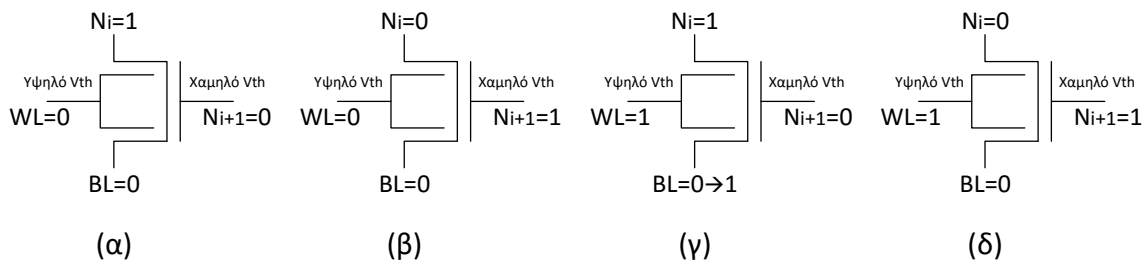 Ni=1 Ni=0 Ni=1 Ni=0
Υψηλό Vth Χαμηλό Vth Υψηλό Vth Χαμηλό Vth Υψηλό Vth Χαμηλό Vth Υψηλό Vth Χαμηλό Vth
WL=0 Ni+1=0 WL=0 Ni+1=1 WL=1 Ni+1=0 WL=1 Ni+1=1
BL=0 BL=0 BL=0→1 BL=0
(α) (β) (γ) (δ)